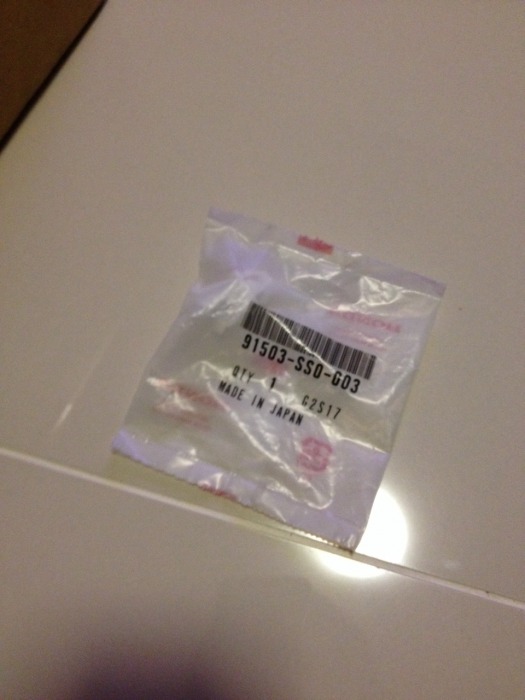 91503-SS0-G03
QTY 1 G2S17
MADE IN JAPAN